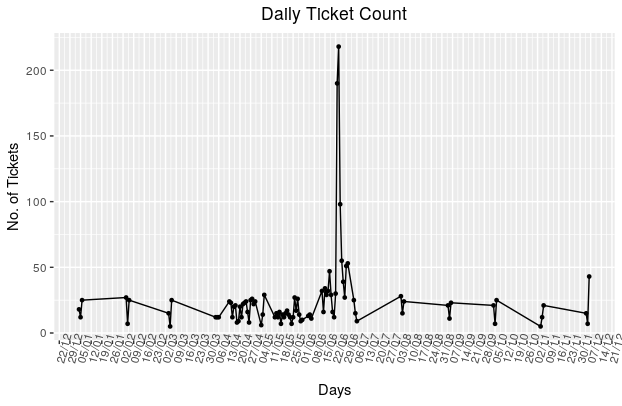 Daily Ticket Count
200
150
100
50
0
No. of Tickets
22/12 29/12 05/01 12/01 19/01 26/01 02/02 09/02 16/02 23/02 02/03 09/03 16/03 23/03 30/03 06/04 13/04 20/04 27/04 04/05 11/05 18/05 25/05 01/06 08/06 15/06 22/06 29/06 06/07 13/07 20/07 27/07 03/08 10/08 17/08 24/08 31/08 07/09 14/09 21/09 28/09 05/10 12/10 19/10 26/10 02/11 09/11 16/11 23/11 30/11 07/12 14/12 21/12
Days